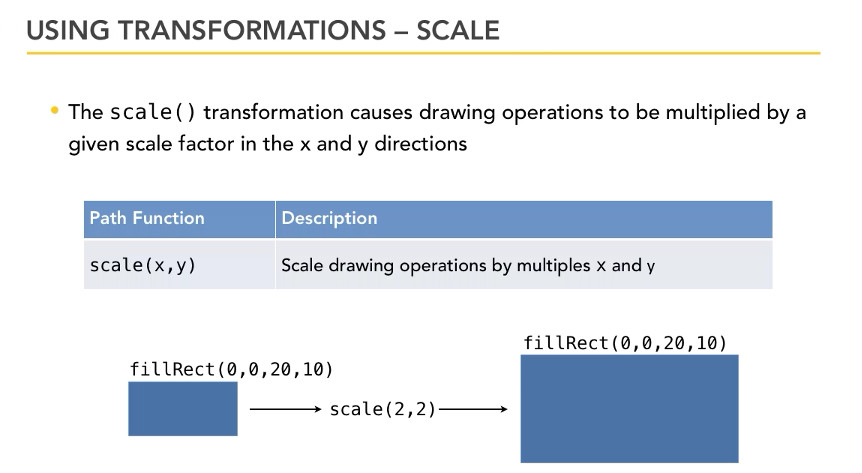 USING TRANSFORMATIONS – SCALE
• The scale() transformation causes drawing operations to be multiplied by a
given scale factor in the x and y directions
Path Function Description
scale(x,y) Scale drawing operations by multiples x and y
fillRect(0,0,20,10)
fillRect(0,0,20,10)
scale(2,2)